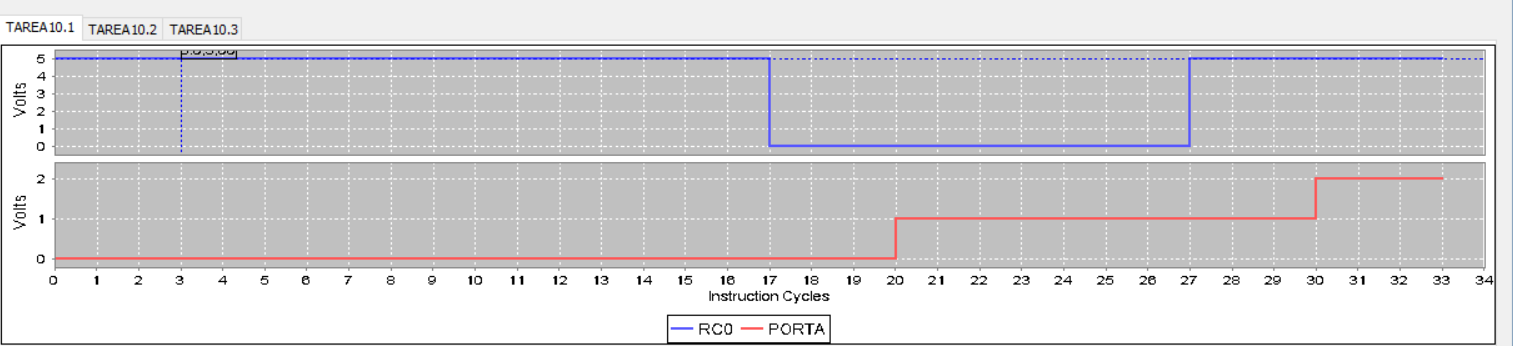 TAREA10.1 TAREA10.2 TAREA10.3
5
4
3
2
1
0
Volts
2
1
0
Volts
0 1 2 3 4 5 6 7 8 9 10 11 12 13 14 15 16 17 18 19 20 21 22 23 24 25 26 27 28 29 30 31 32 33 34
Instruction Cycles
RC0 PORTA